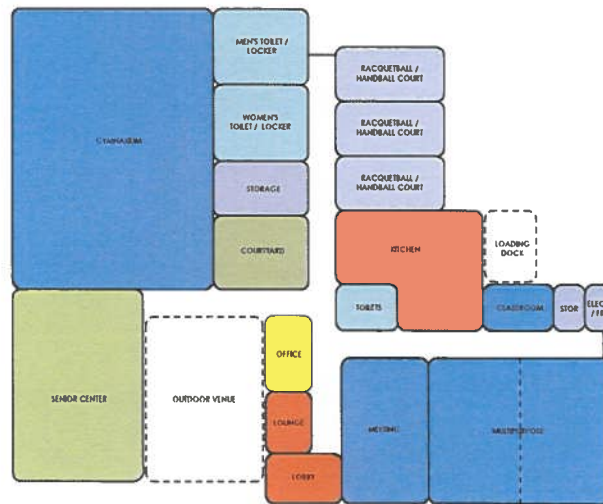 MEN'S TOILET /
LOCKER
RACQUETBALL /
HANDBALL COURT
WOMEN'S
TOILET / LOCKER
RACQUETBALL /
HANDBALL COURT
GYMNASIUM
STORAGE
RACQUETBALL /
HANDBALL COURT
COURTYARD
KITCHEN
LOADING
DOCK
TOILETS
CLASSROOM
STOR
ELEC
OFFICE
SENIOR CENTER
OUTDOOR VENUE
LOUNGE
MEETING
MULTIPURPOSE
LOBBY